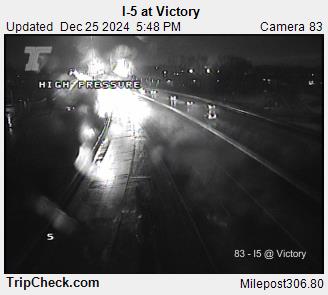 I-5 at Victory
Updated Dec 25 2024 5:48 PM Camera 83
T
HIGH PRESSURE
S
83 - I5 @ Victory
TripCheck.com Milepost306.80